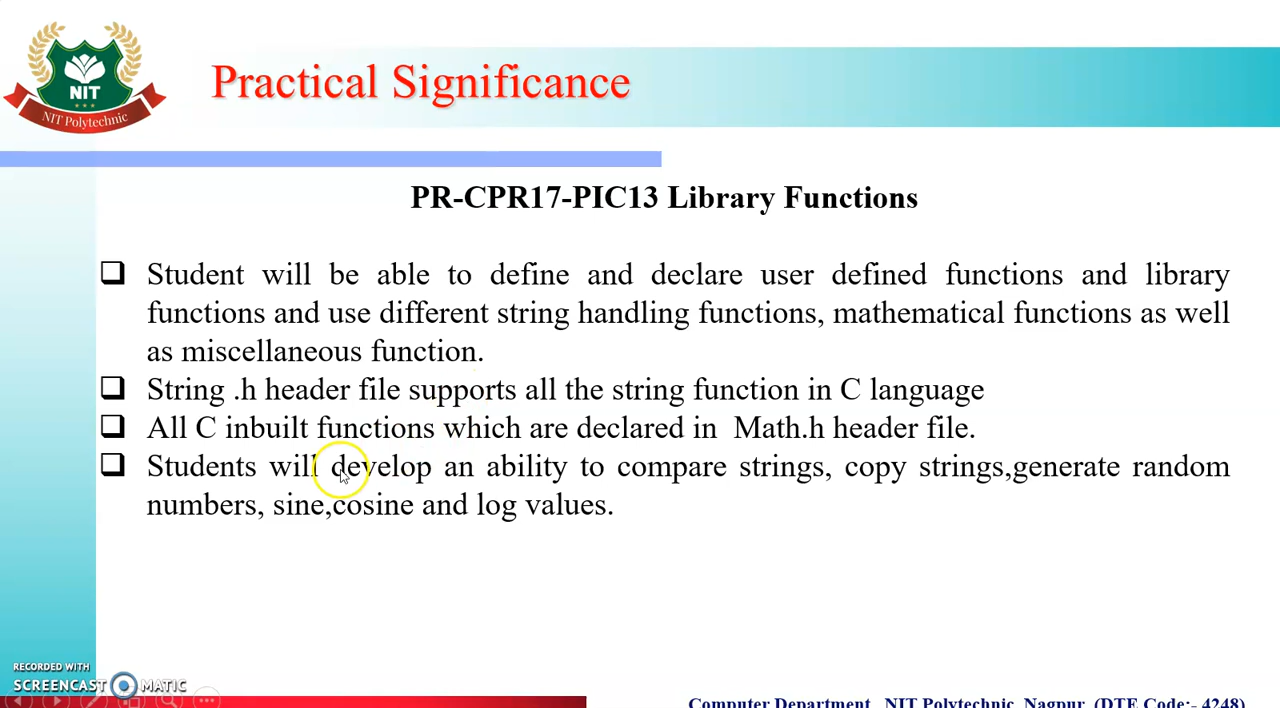 NIT
NIT Polytechnic
Practical Significance
PR-CPR17-PIC13 Library Functions
Student will be able to define and declare user defined functions and library
functions and use different string handling functions, mathematical functions as well
as miscellaneous function.
String .h header file supports all the string function in C language
All C inbuilt functions which are declared in Math.h header file.
Students will develop an ability to compare strings, copy strings,generate random
numbers, sine,cosine and log values.
RECORDED WITH
SCREENCAST MATIC
Computer Department, NIT Polytechnic, Nagpur, (DTE Code:- 4248)